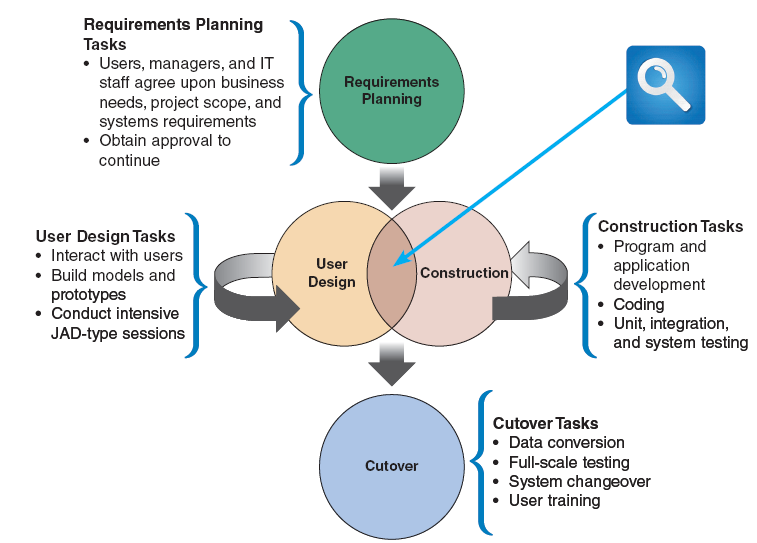 Requirements Planning
Tasks
• Users, managers, and IT
staff agree upon business
needs, project scope, and
systems requirements
• Obtain approval to
continue
Requirements
Planning
User Design Tasks
• Interact with users
• Build models and
prototypes
• Conduct intensive
JAD-type sessions
User
Design
Construction
Construction Tasks
• Program and
application
development
• Coding
• Unit, integration,
and system testing
Cutover
Cutover Tasks
• Data conversion
• Full-scale testing
• System changeover
• User training